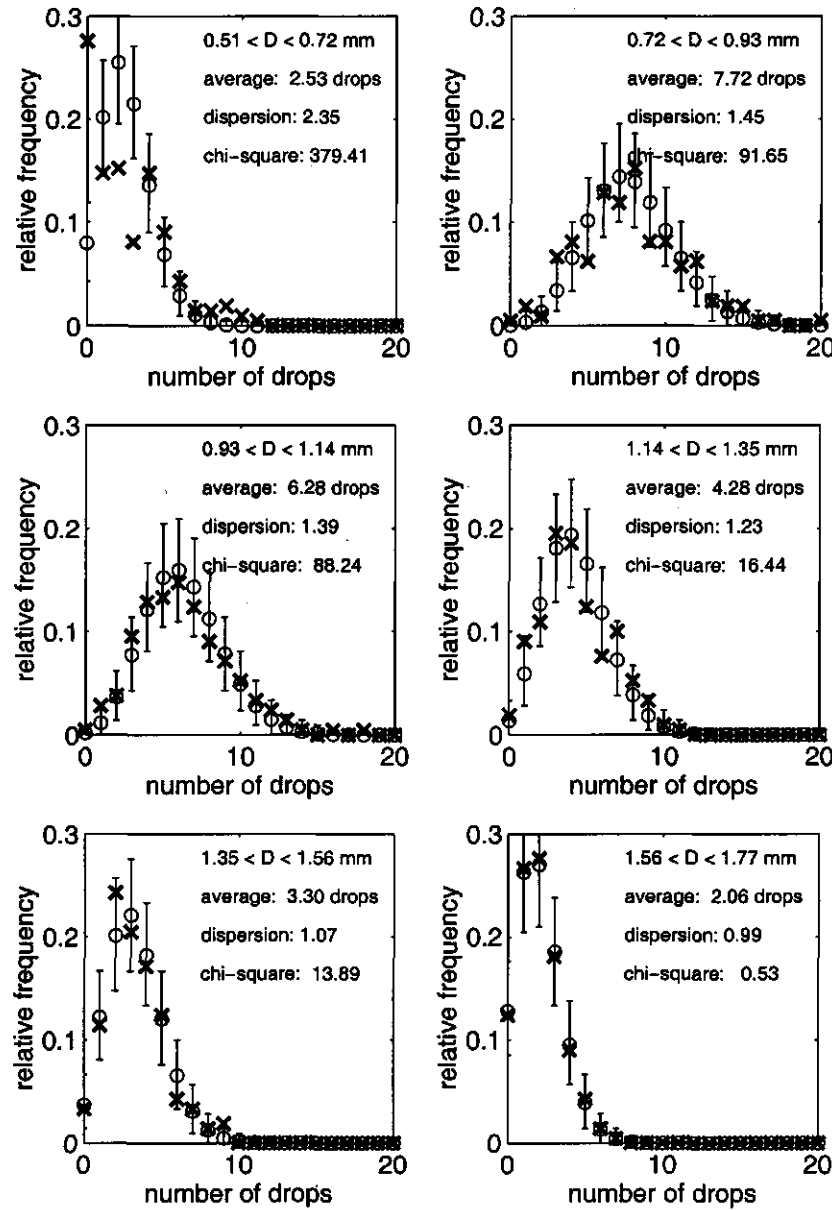 0.3
0.2
0.1
0
relative frequency
0.51 < D < 0.72 mm
average: 2.53 drops
dispersion: 2.35
chi-square: 379.41
0
10
20
number of drops
0.3
0.2
0.1
0
relative frequency
0.72 < D < 0.93 mm
average: 7.72 drops
dispersion: 1.45
chi-square: 91.65
0
10
20
number of drops
0.3
0.2
0.1
0
relative frequency
0.93 < D < 1.14 mm
average: 6.28 drops
dispersion: 1.39
chi-square: 88.24
0
10
20
number of drops
0.3
0.2
0.1
0
relative frequency
1.14 < D < 1.35 mm
average: 4.28 drops
dispersion: 1.23
chi-square: 16.44
0
10
20
number of drops
0.3
0.2
0.1
0
relative frequency
1.35 < D < 1.56 mm
average: 3.30 drops
dispersion: 1.07
chi-square: 13.89
0
10
20
number of drops
0.3
0.2
0.1
0
relative frequency
1.56 < D < 1.77 mm
average: 2.06 drops
dispersion: 0.99
chi-square: 0.53
0
10
20
number of drops